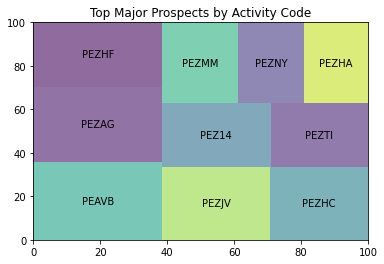 Top Major Prospects by Activity Code
100
80
60
40
20
0
PEZHF
PEZMM
PEZNY
PEZHA
PEZAG
PEZ14
PEZTI
PEAVB
PEZJV
PEZHC
0
20
40
60
80
100